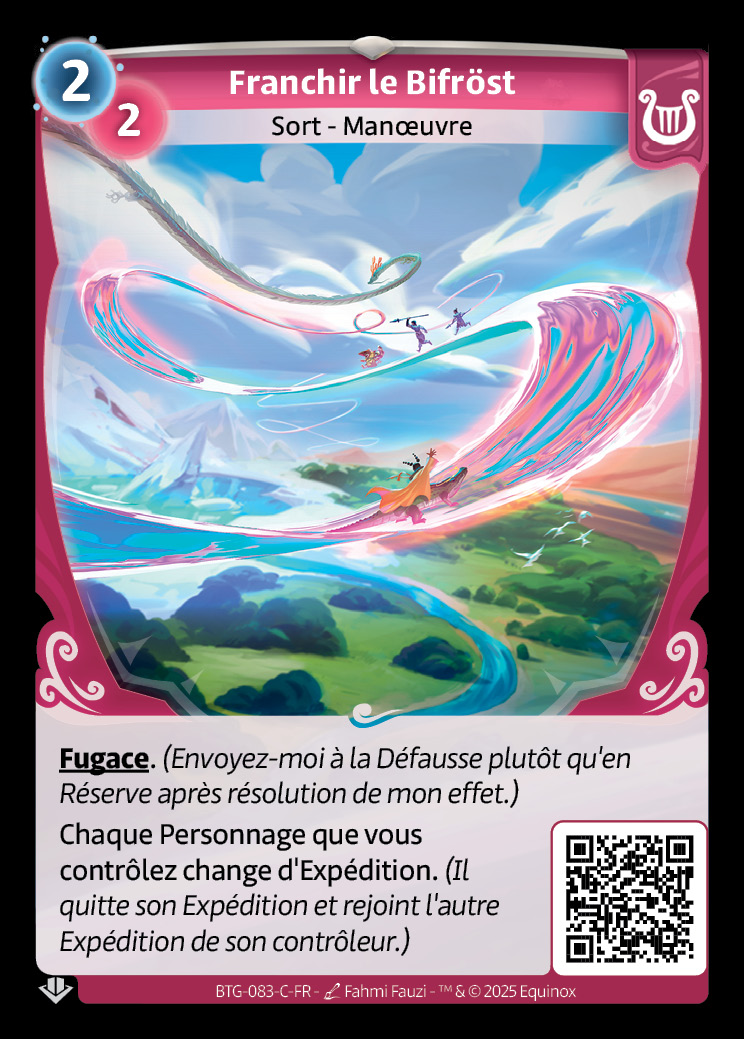 2
Franchir le Bifröst
2
Sort - Manœuvre
Fugace. (Envoyez-moi à la Défausse plutôt qu'en
Réserve après résolution de mon effet.)
Chaque Personnage que vous
contrôlez change d'Expédition. (Il
quitte son Expédition et rejoint l'autre
Expédition de son contrôleur.)
BTG-083-C-FR - Fahmi Fauzi - ™ & © 2025 Equinox